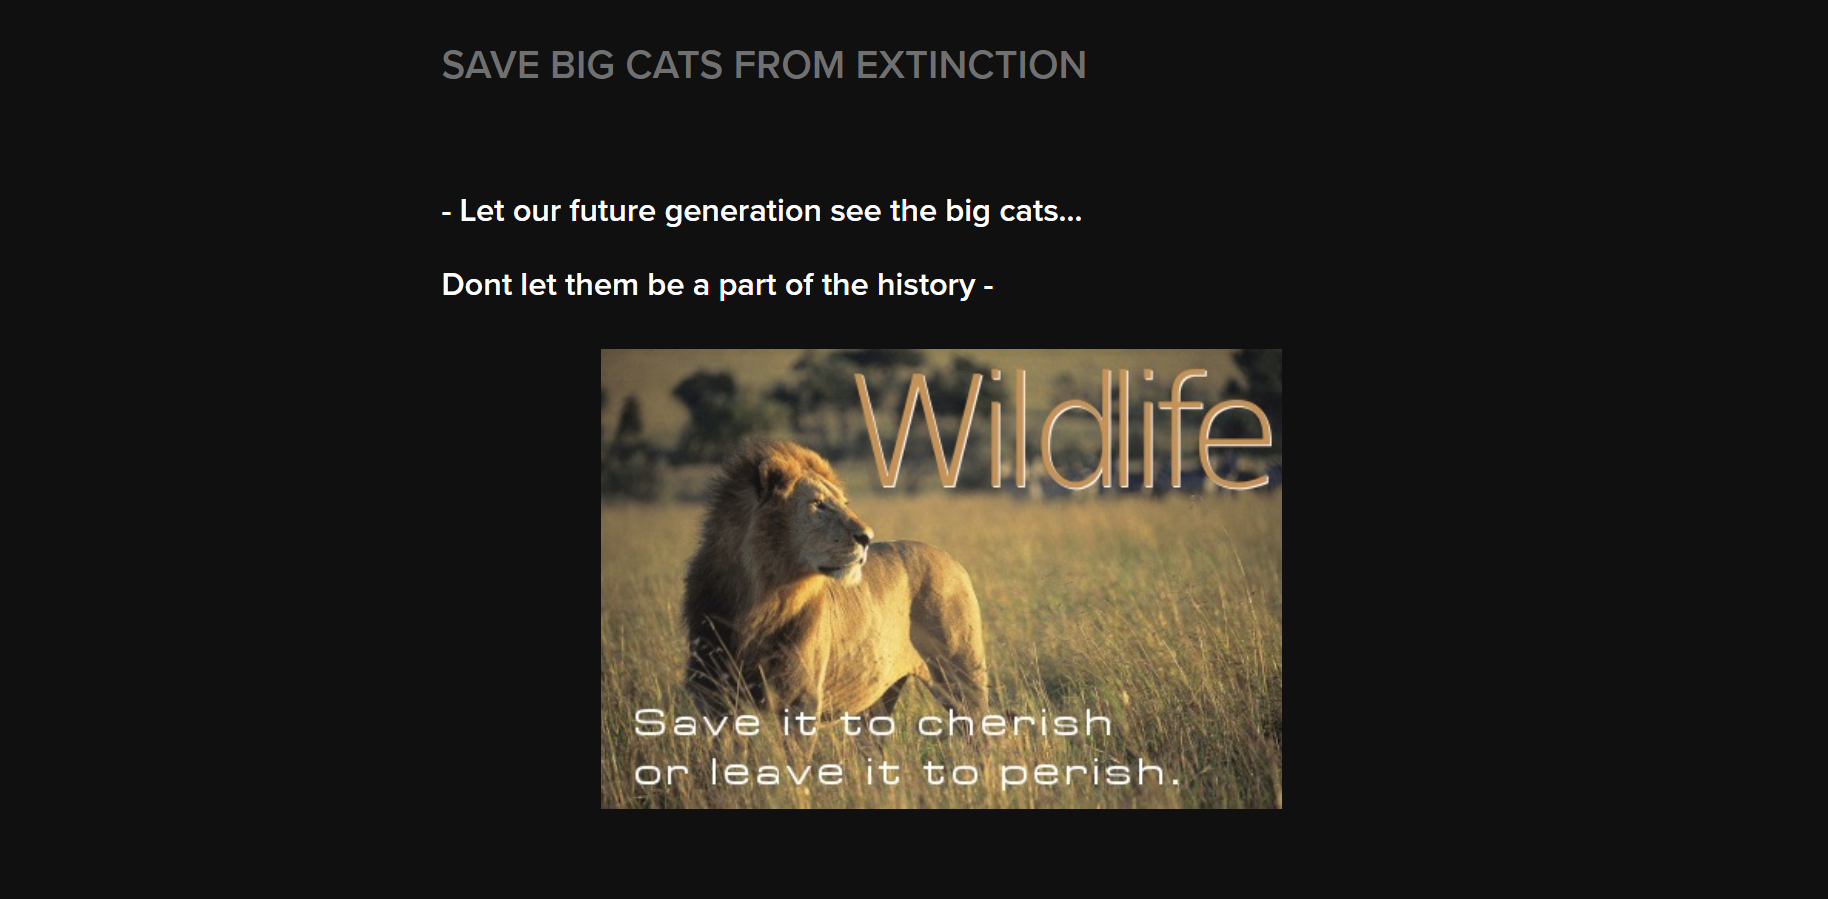 SAVE BIG CATS FROM EXTINCTION
- Let our future generation see the big cats...
Dont let them be a part of the history -
Wildlife
Save it to cherish
or leave it to perish.